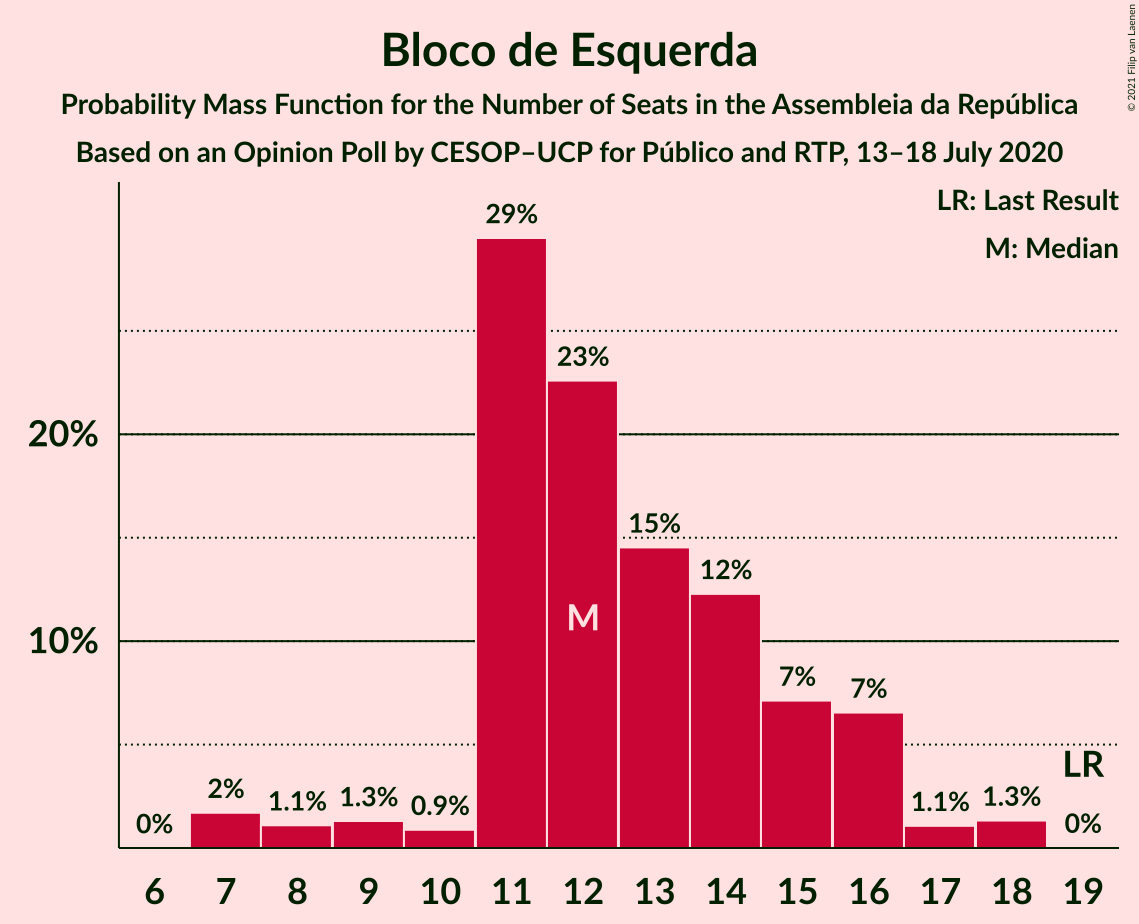 Bloco de Esquerda
Probability Mass Function for the Number of Seats in the Assembleia da República
Based on an Opinion Poll by CESOP–UCP for Público and RTP, 13–18 July 2020
© 2021 Filip van Laenen
LR: Last Result
M: Median
20%
10%
0%
2%
1.1%
1.3%
0.9%
29%
23%
15%
12%
7%
7%
1.1%
1.3%
0%
M
LR
6 7 8 9 10 11 12 13 14 15 16 17 18 19